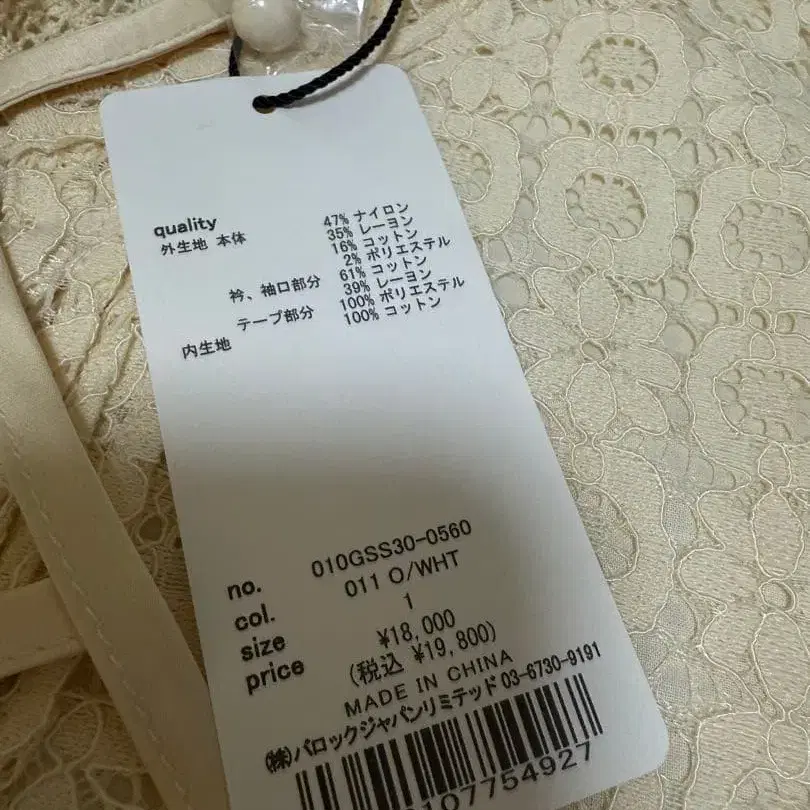 quality
外生地 本体 47% ナイロン
35% レーヨン
16% コットン
2% ポリエステル
衿、袖口部分 61% コットン
39% レーヨン
テープ部分 100% ポリエステル
内生地 100% コットン
no. 010GSS30-0560
col. 011 O/WHT
size 1
price ¥18,000
(税込 ¥19,800)
MADE IN CHINA
㈱バロックジャパンリミテッド 03-6730-9191
107754927